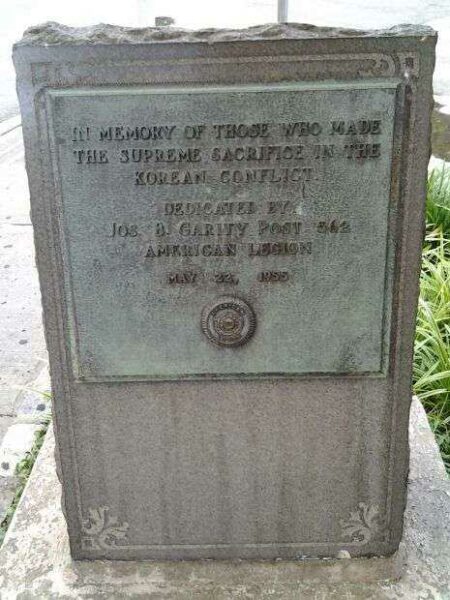 IN MEMORY OF THOSE WHO MADE
THE SUPREME SACRIFICE IN THE
KOREAN CONFLICT.
DEDICATED BY
JOS. B. GARITY POST 562
AMERICAN LEGION
MAY 22, 1955